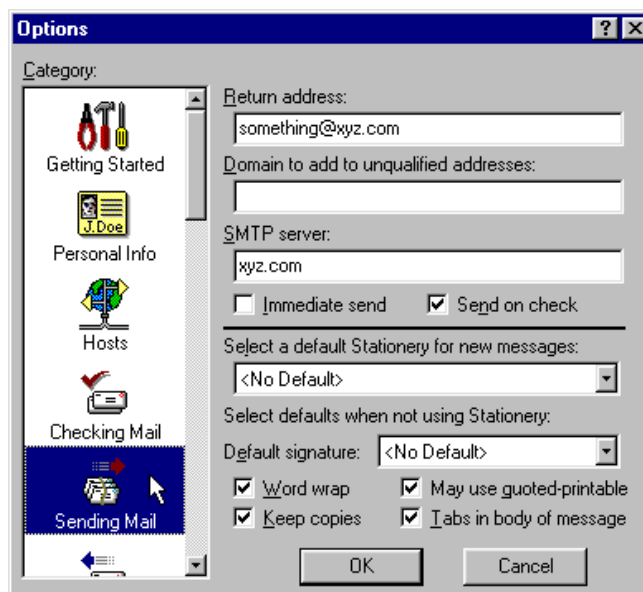 Options
Category:
Getting Started
J.Doe
Personal Info
Hosts
Checking Mail
Sending Mail
Return address:
something@xyz.com
Domain to add to unqualified addresses:
SMTP server:
xyz.com
Immediate send Send on check
Select a default Stationery for new messages:
<No Default>
Select defaults when not using Stationery:
Default signature: <No Default>
Word wrap May use quoted-printable
Keep copies Tabs in body of message
OK Cancel